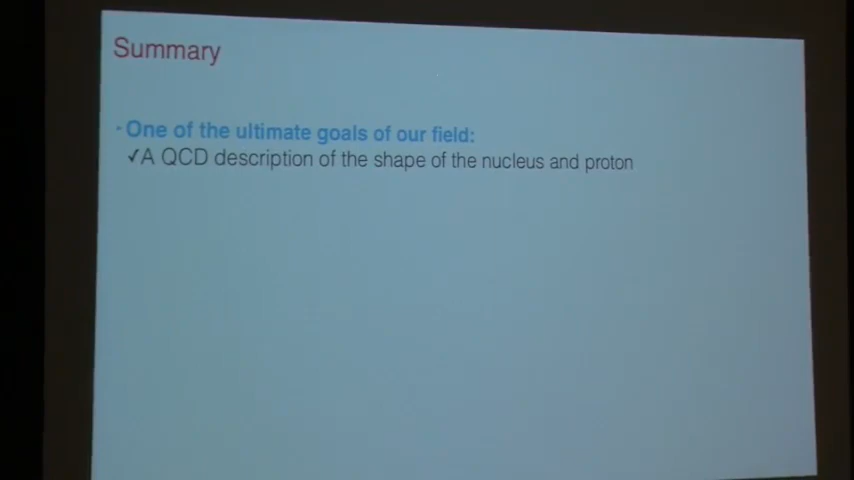 Summary
- One of the ultimate goals of our field:
✓A QCD description of the shape of the nucleus and proton